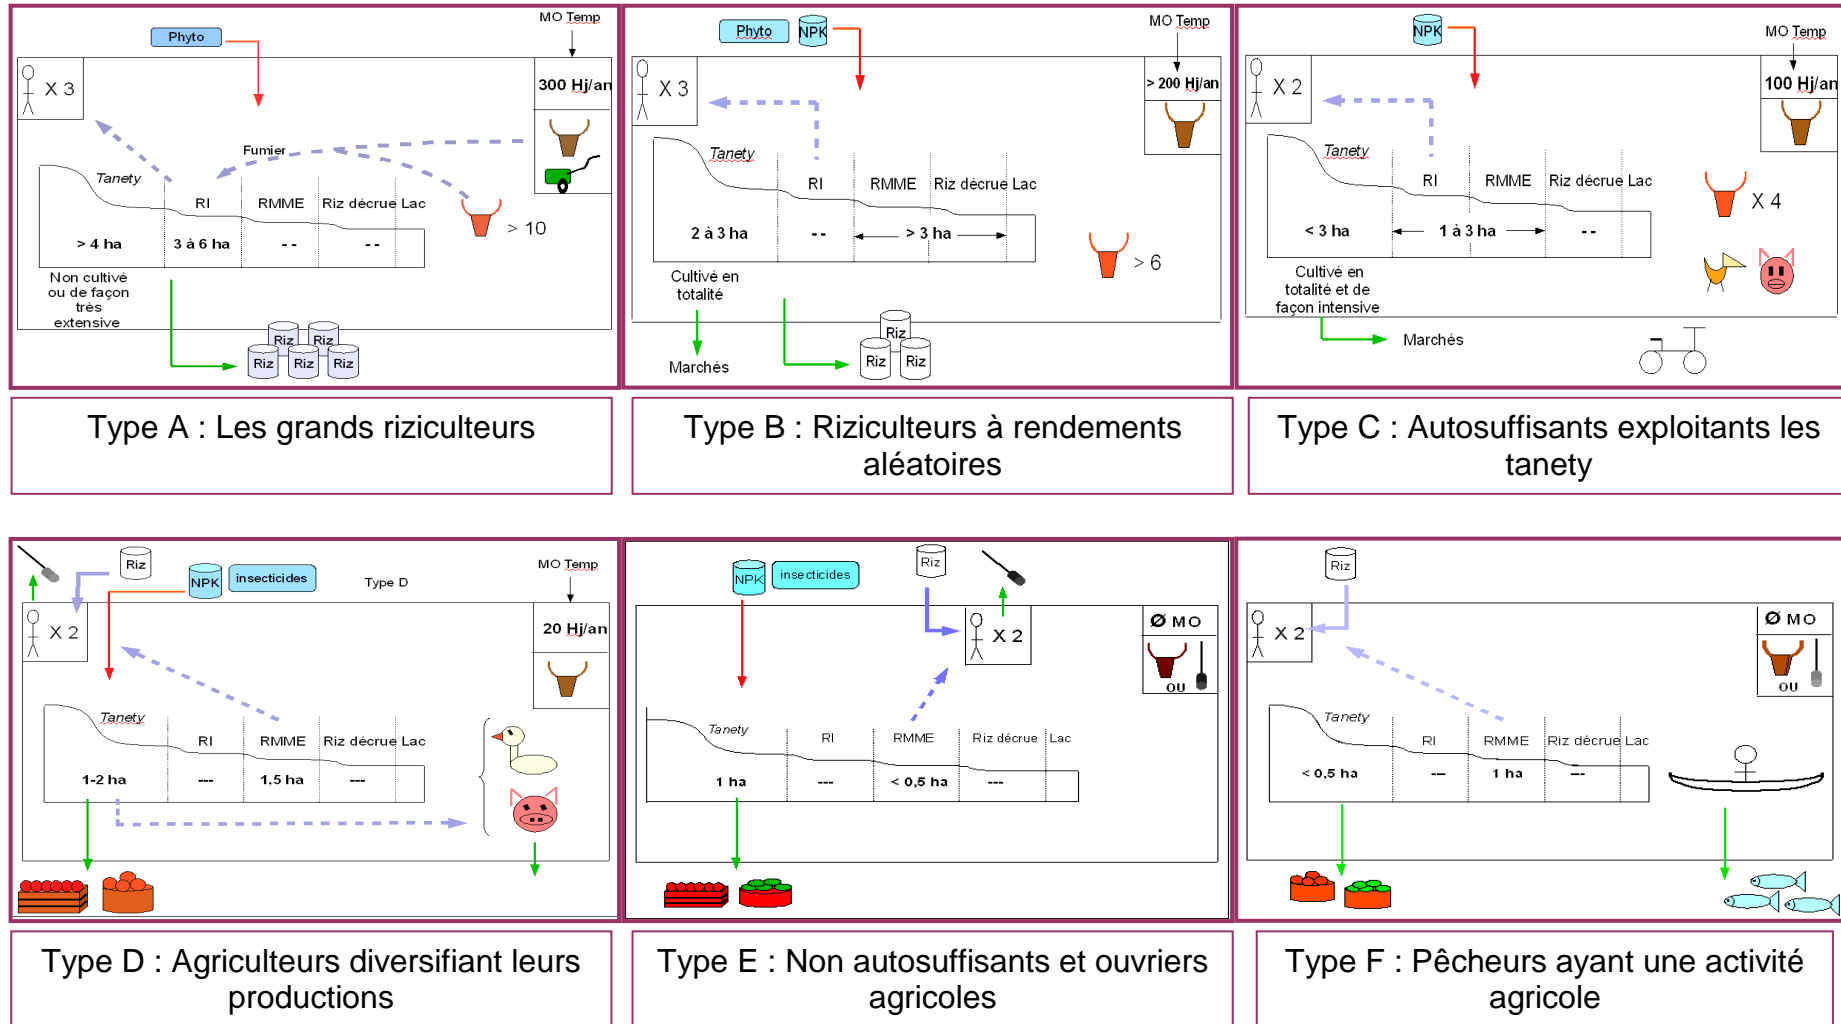 MO Temp
Phyto
X 3
300 Hj/an
Fumier
Tanety
RI
RMME
Riz décrue
Lac
> 4 ha
3 à 6 ha
- -
- -
> 10
Non cultivé
ou de façon
très
extensive
Riz
Riz
Riz
Riz
Riz
Type A : Les grands riziculteurs
Phyto
NPK
MO Temp
X 3
> 200 Hj/an
Tanety
RI
RMME
Riz décrue
Lac
2 à 3 ha
- -
> 3 ha
> 6
Cultivé en
totalité
Marchés
Riz
Riz
Riz
Type B : Riziculteurs à rendements
aléatoires
NPK
MO Temp
X 2
100 Hj/an
Tanety
RI
RMME
Riz décrue
Lac
< 3 ha
1 à 3 ha
- -
X 4
Cultivé en
totalité et de
façon intensive
Marchés
Type C : Autosuffisants exploitants les
tanety
Riz
NPK
insecticides
Type D
MO Temp
X 2
20 Hj/an
Tanety
RI
RMME
Riz décrue
Lac
1-2 ha
---
1,5 ha
---
Type D : Agriculteurs diversifiant leurs
productions
NPK
insecticides
Riz
X 2
Ø MO
OU
Tanety
RI
RMME
Riz décrue
Lac
1 ha
---
< 0,5 ha
---
Type E : Non autosuffisants et ouvriers
agricoles
Riz
X 2
Ø MO
OU
Tanety
RI
RMME
Riz décrue
Lac
< 0,5 ha
---
1 ha
---
Type F : Pêcheurs ayant une activité
agricole